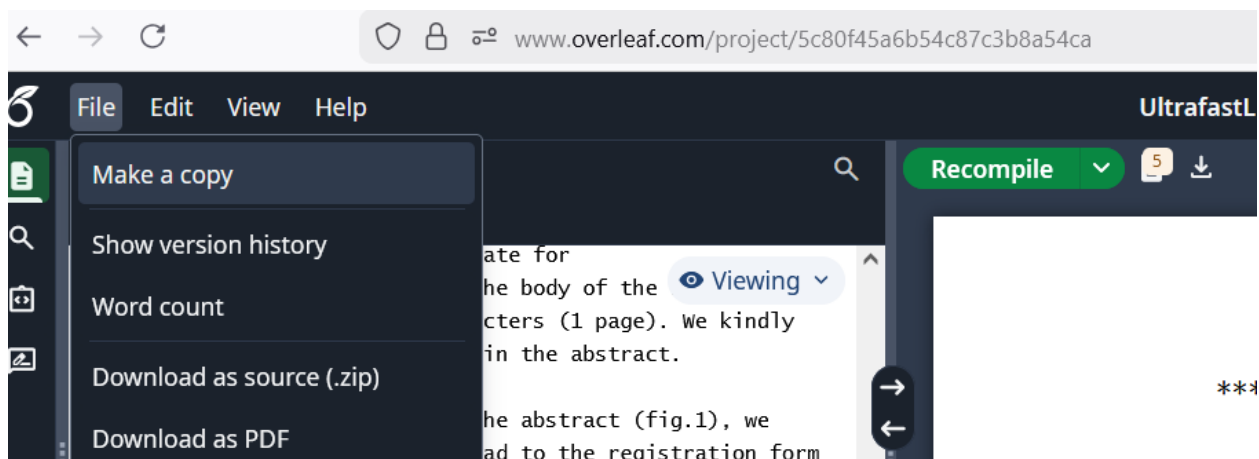 www.overleaf.com/project/5c80f45a6b54c87c3b8a54ca
File Edit View Help
UltrafastL
Make a copy
Recompile
5
Show version history
ate for
he body of the
Viewing
Word count
cters (1 page). We kindly
in the abstract.
Download as source (.zip)
***
he abstract (fig.1), we
Download as PDF
ad to the registration form